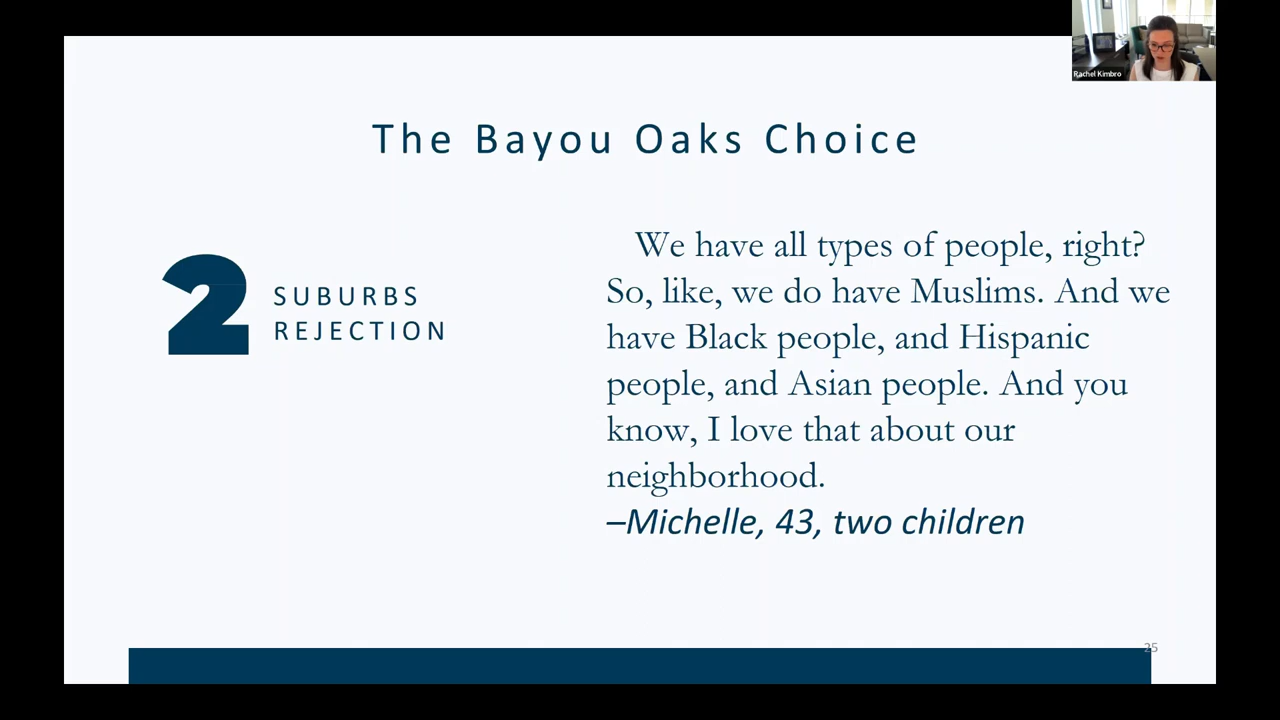 Rachel Kimbro
The Bayou Oaks Choice
2
SUBURBS
REJECTION
We have all types of people, right?
So, like, we do have Muslims. And we
have Black people, and Hispanic
people, and Asian people. And you
know, I love that about our
neighborhood.
–Michelle, 43, two children
25